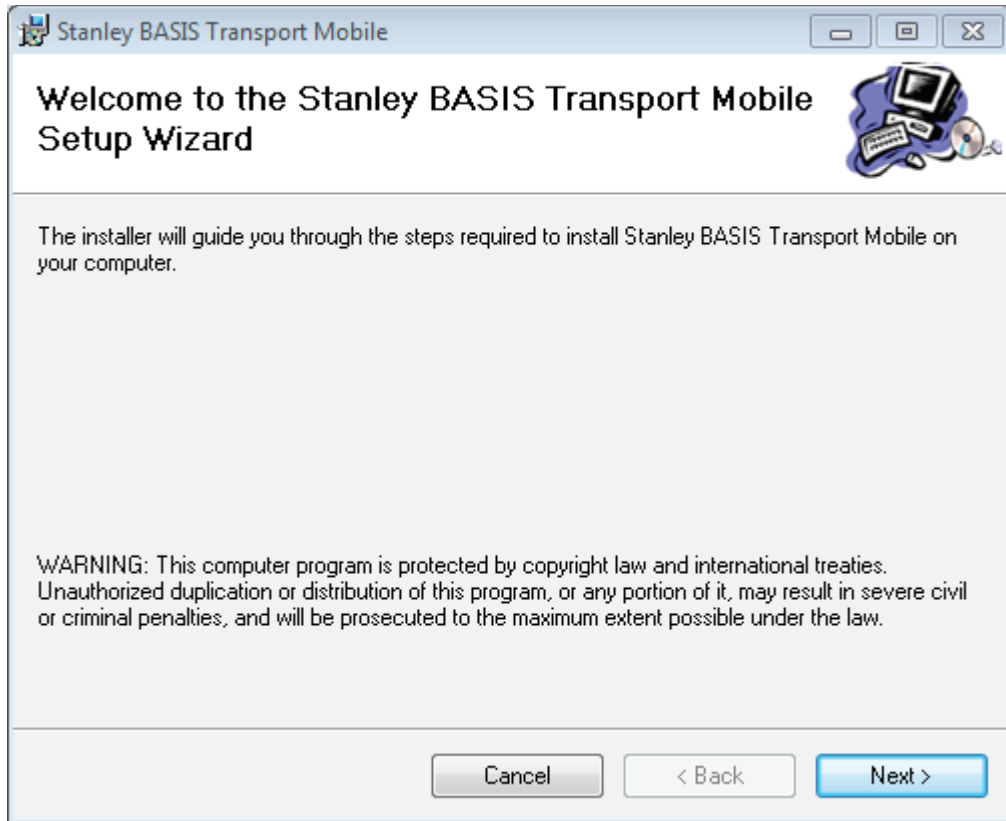 Stanley BASIS Transport Mobile
Welcome to the Stanley BASIS Transport Mobile
Setup Wizard
The installer will guide you through the steps required to install Stanley BASIS Transport Mobile on
your computer.
WARNING: This computer program is protected by copyright law and international treaties.
Unauthorized duplication or distribution of this program, or any portion of it, may result in severe civil
or criminal penalties, and will be prosecuted to the maximum extent possible under the law.
Cancel < Back Next >